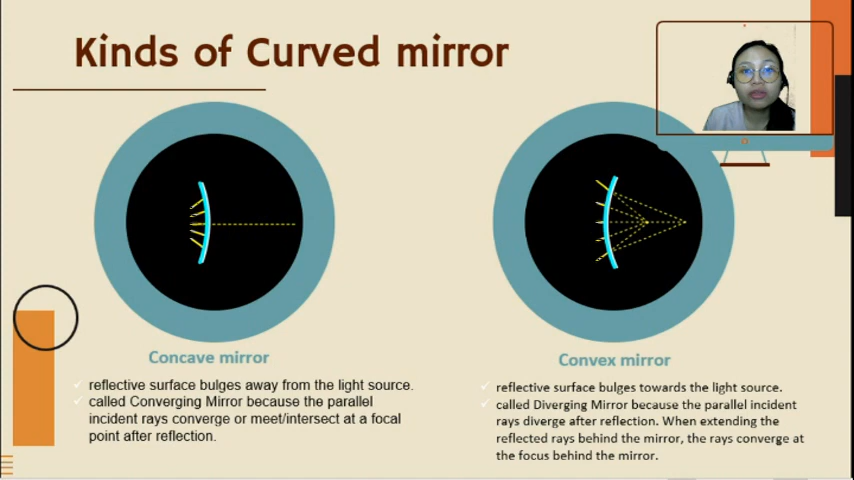 Kinds of Curved mirror
Concave mirror
reflective surface bulges away from the light source.
called Converging Mirror because the parallel
incident rays converge or meet/intersect at a focal
point after reflection.
Convex mirror
reflective surface bulges towards the light source.
called Diverging Mirror because the parallel incident
rays diverge after reflection. When extending the
reflected rays behind the mirror, the rays converge at
the focus behind the mirror.